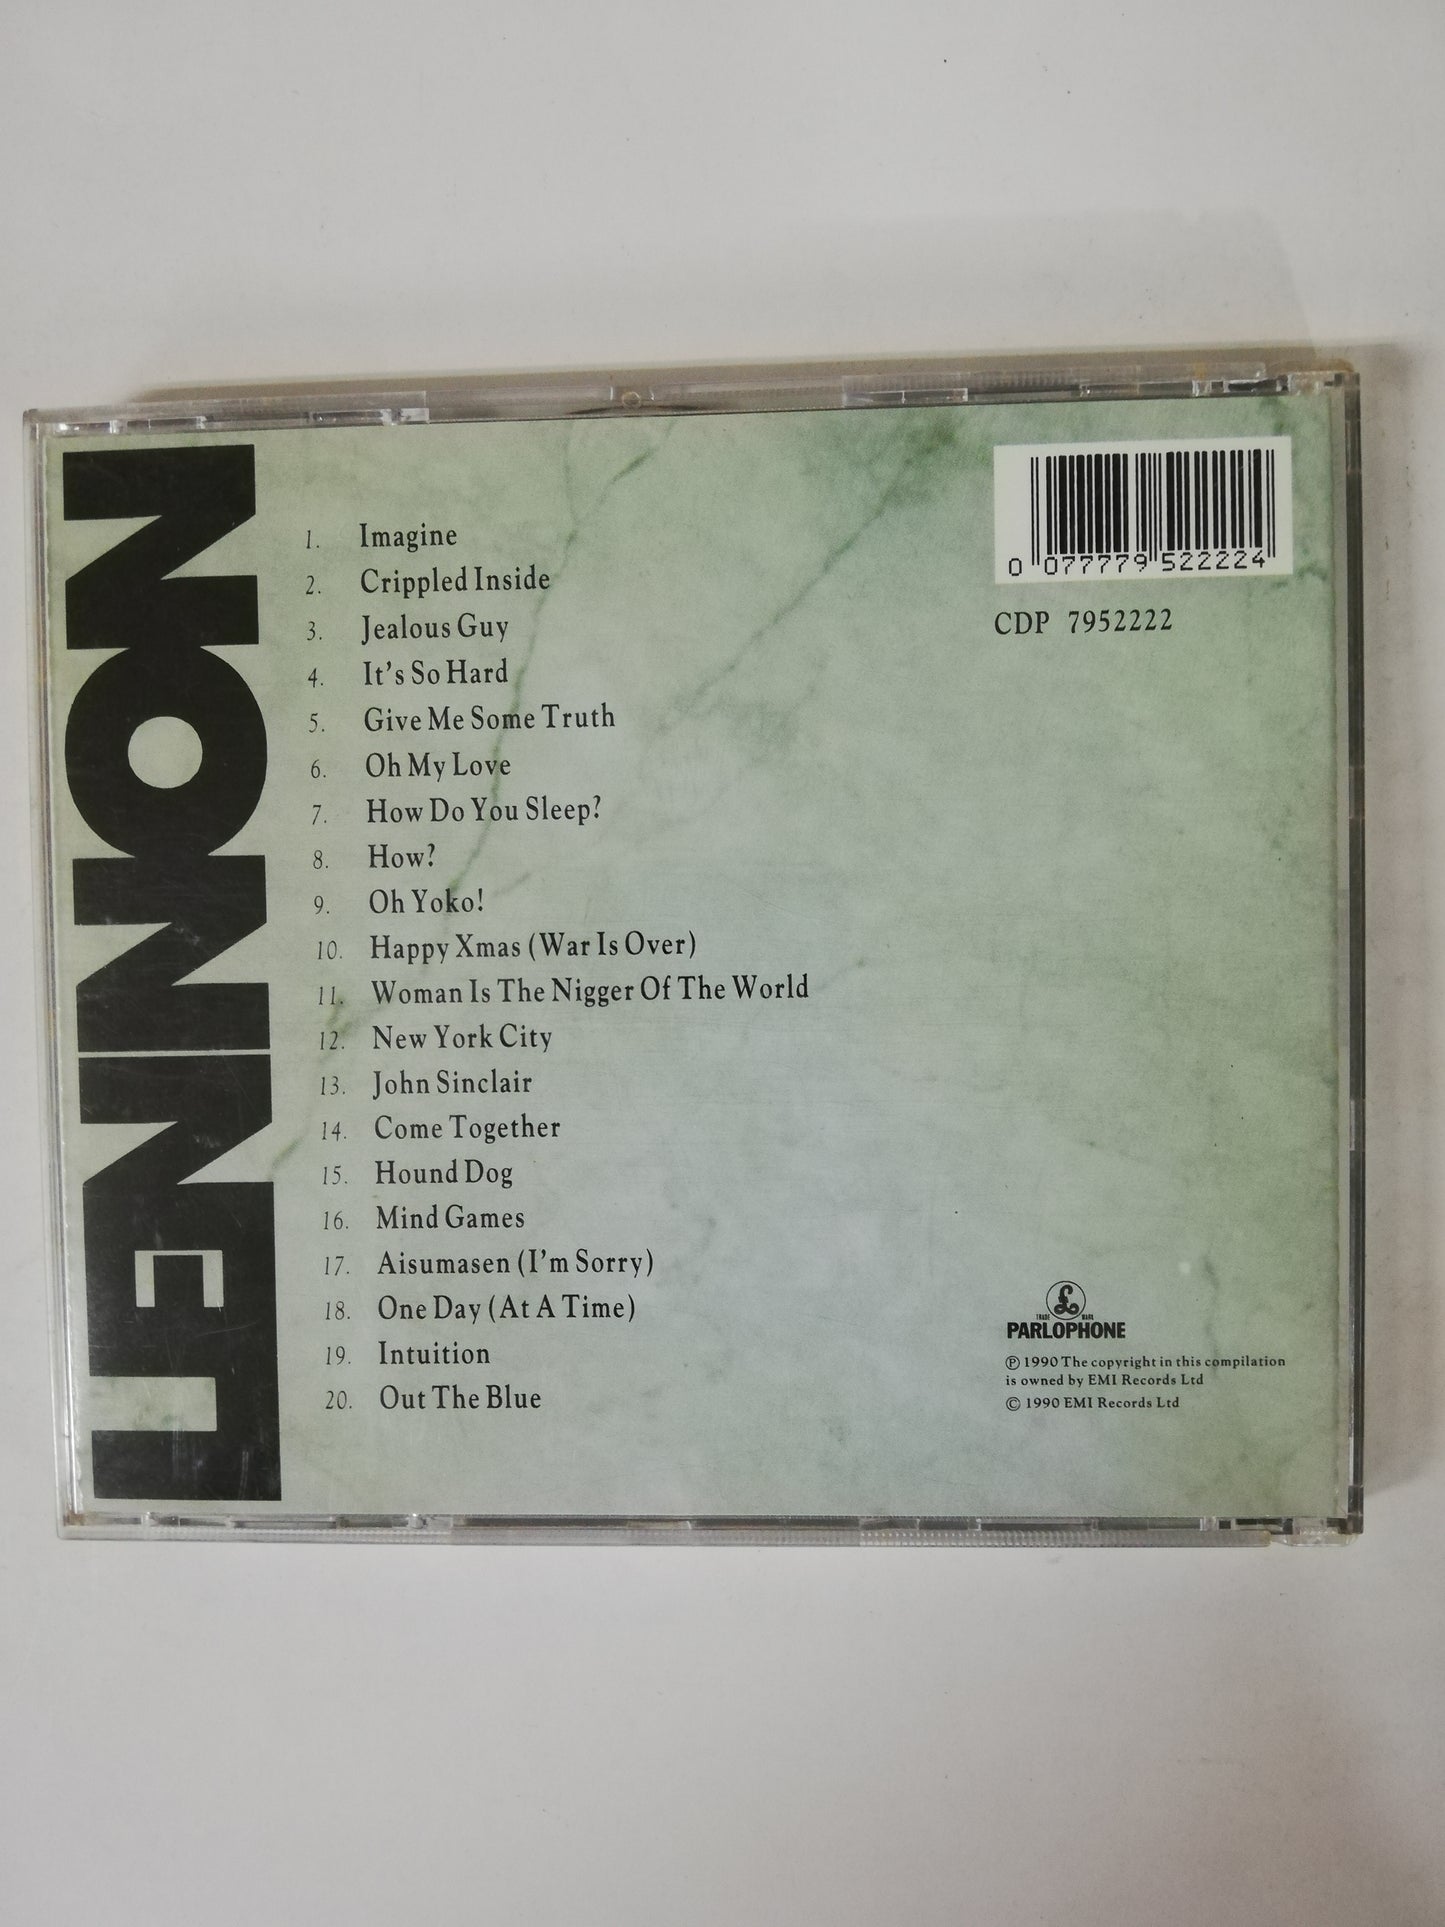 LENNON
1. Imagine
2. Crippled Inside
3. Jealous Guy
4. It's So Hard
5. Give Me Some Truth
6. Oh My Love
7. How Do You Sleep?
8. How?
9. Oh Yoko!
10. Happy Xmas (War Is Over)
11. Woman Is The Nigger Of The World
12. New York City
13. John Sinclair
14. Come Together
15. Hound Dog
16. Mind Games
17. Aisumasen (I'm Sorry)
18. One Day (At A Time)
19. Intuition
20. Out The Blue
0 077779 522224
CDP 7952222
TRADE MARK
PARLOPHONE
℗ 1990 The copyright in this compilation
is owned by EMI Records Ltd
© 1990 EMI Records Ltd